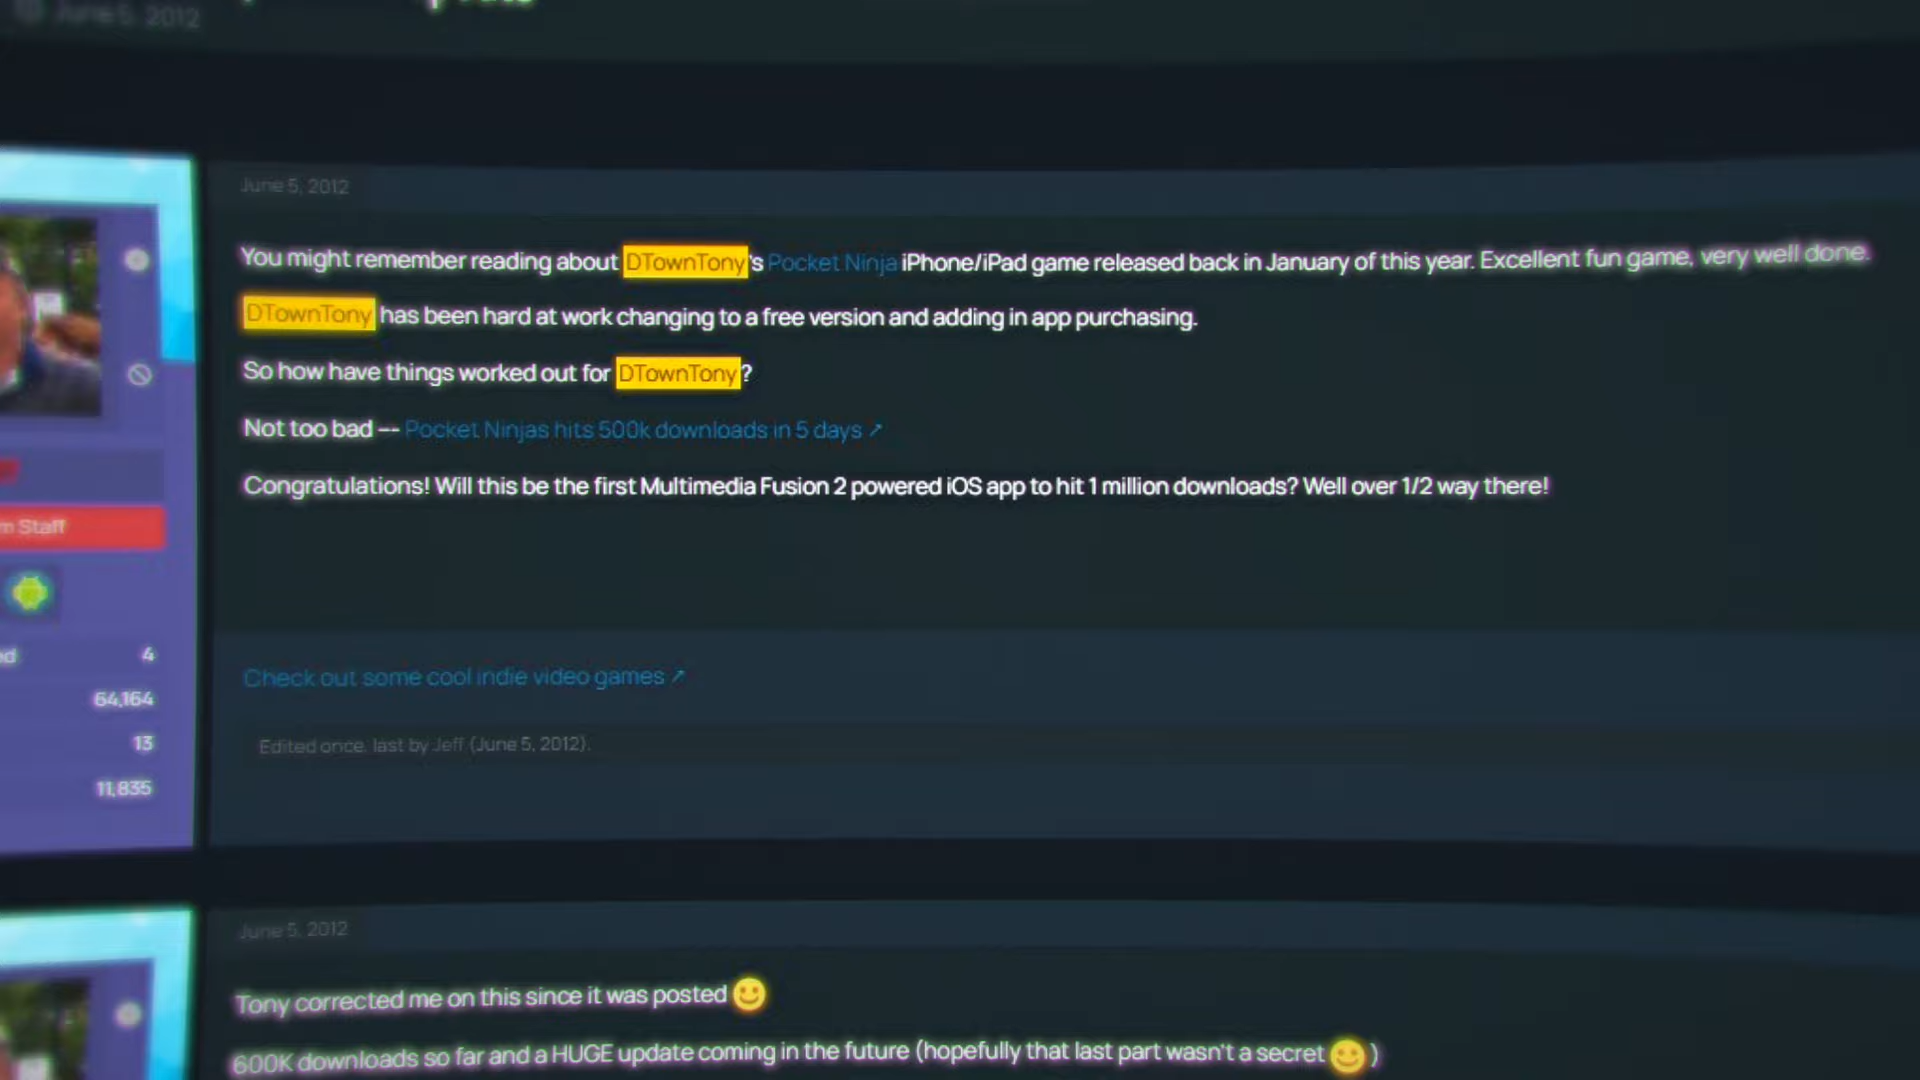 June 5, 2012
June 5, 2012
You might remember reading about DTownTony's Pocket Ninja iPhone/iPad game released back in January of this year. Excellent fun game, very well done.
DTownTony has been hard at work changing to a free version and adding in app purchasing.
So how have things worked out for DTownTony?
Not too bad -- Pocket Ninjas hits 500k downloads in 5 days ↗
Congratulations! Will this be the first Multimedia Fusion 2 powered iOS app to hit 1 million downloads? Well over 1/2 way there!
m Staff
ed 4
64,164
13
11,835
Check out some cool indie video games ↗
Edited once, last by Jeff (June 5, 2012).
June 5, 2012
Tony corrected me on this since it was posted
600K downloads so far and a HUGE update coming in the future (hopefully that last part wasn't a secret )